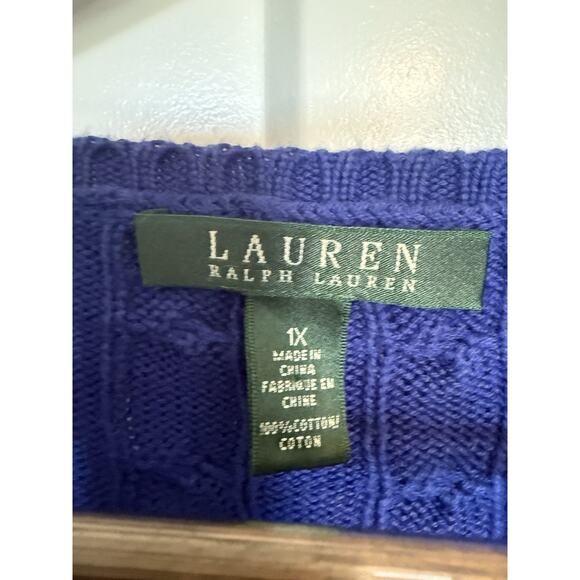 LAUREN
RALPH LAUREN
1X
MADE IN
CHINA
FABRIQUE EN
CHINE
100%COTTON/
COTON